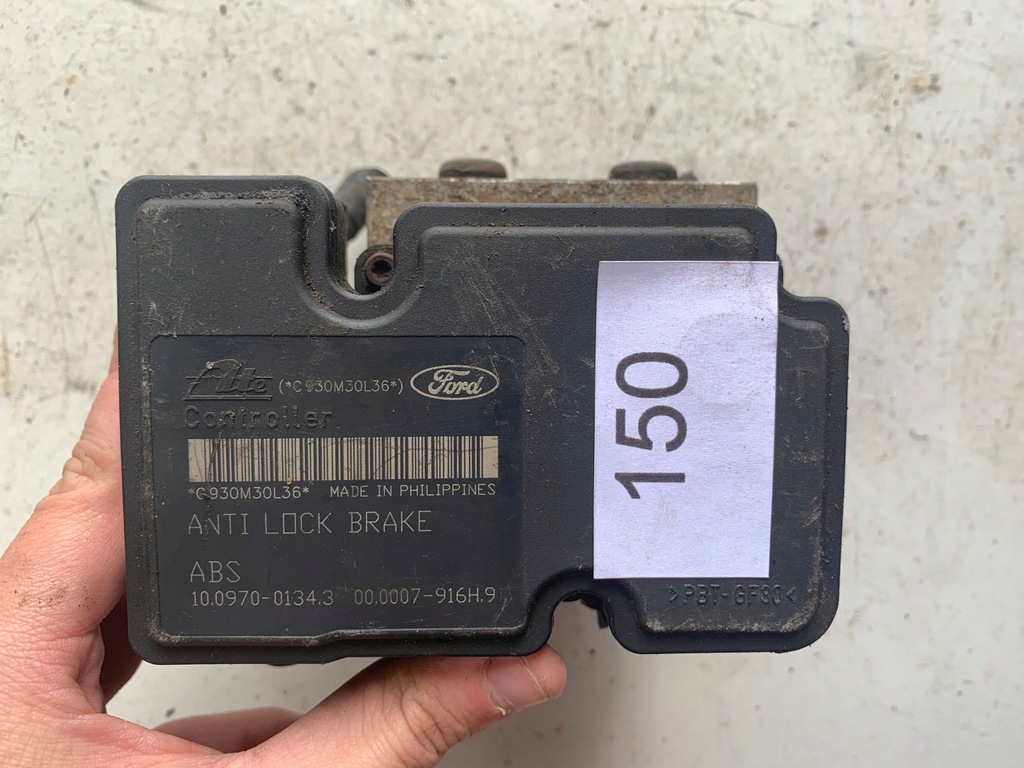 Ate (*C930M30L36*) Ford
Controller
*C930M30L36* MADE IN PHILIPPINES
ANTI LOCK BRAKE
ABS
10.0970-0134.3 00.0007-916H.9
150
>PBT-GF30<